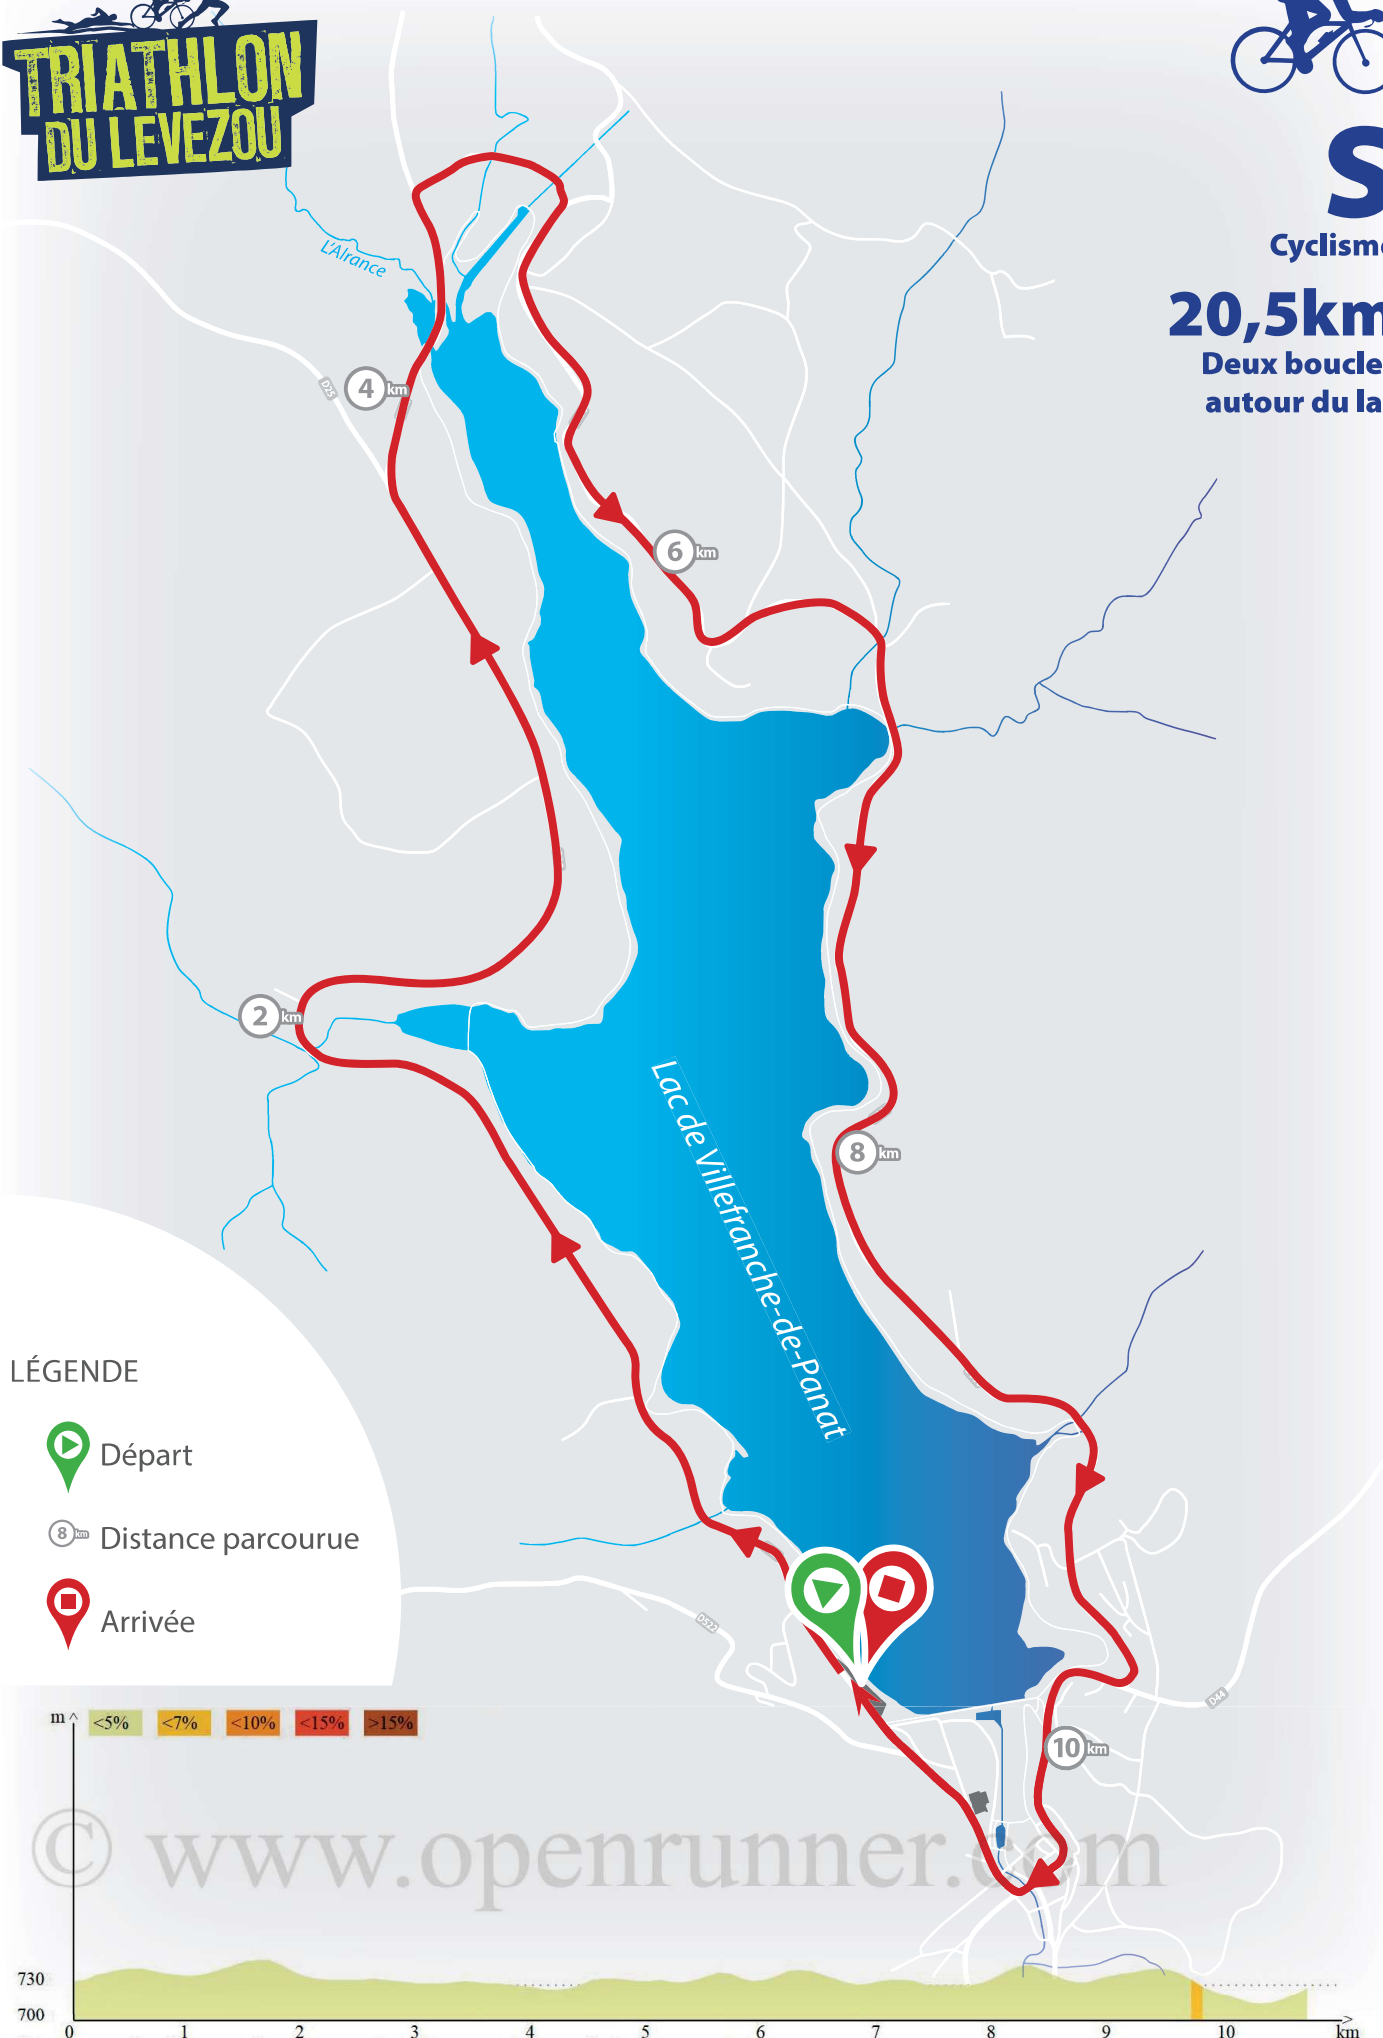 TRIATHLON
DU LEVEZOU
S
Cyclisme
20,5km
Deux boucle
autour du la
L'Alrance
D25
4 km
6 km
2 km
8 km
Lac de Villefranche-de-Panat
LÉGENDE
Départ
8 km Distance parcourue
Arrivée
D522
D44
10 km
m ^ <5% <7% <10% <15% >15%
© www.openrunner.com
730
700
0 1 2 3 4 5 6 7 8 9 10 km